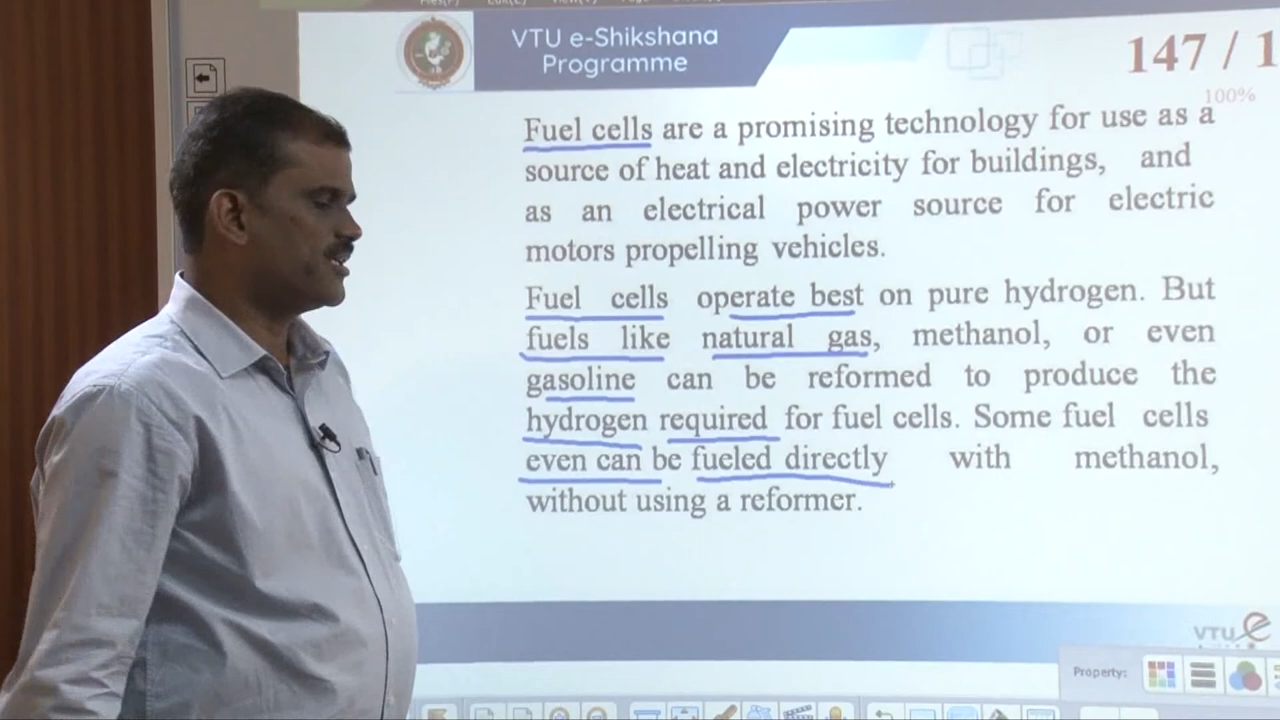 VTU e-Shikshana
Programme
147 / 1
100%
Fuel cells are a promising technology for use as a
source of heat and electricity for buildings, and
as an electrical power source for electric
motors propelling vehicles.
Fuel cells operate best on pure hydrogen. But
fuels like natural gas, methanol, or even
gasoline can be reformed to produce the
hydrogen required for fuel cells. Some fuel cells
even can be fueled directly with methanol,
without using a reformer.
VTU e
Property: